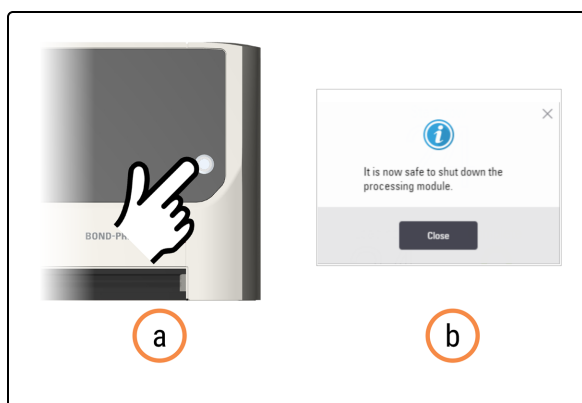 BOND-PR
It is now safe to shut down the
processing module.
Close
a
b